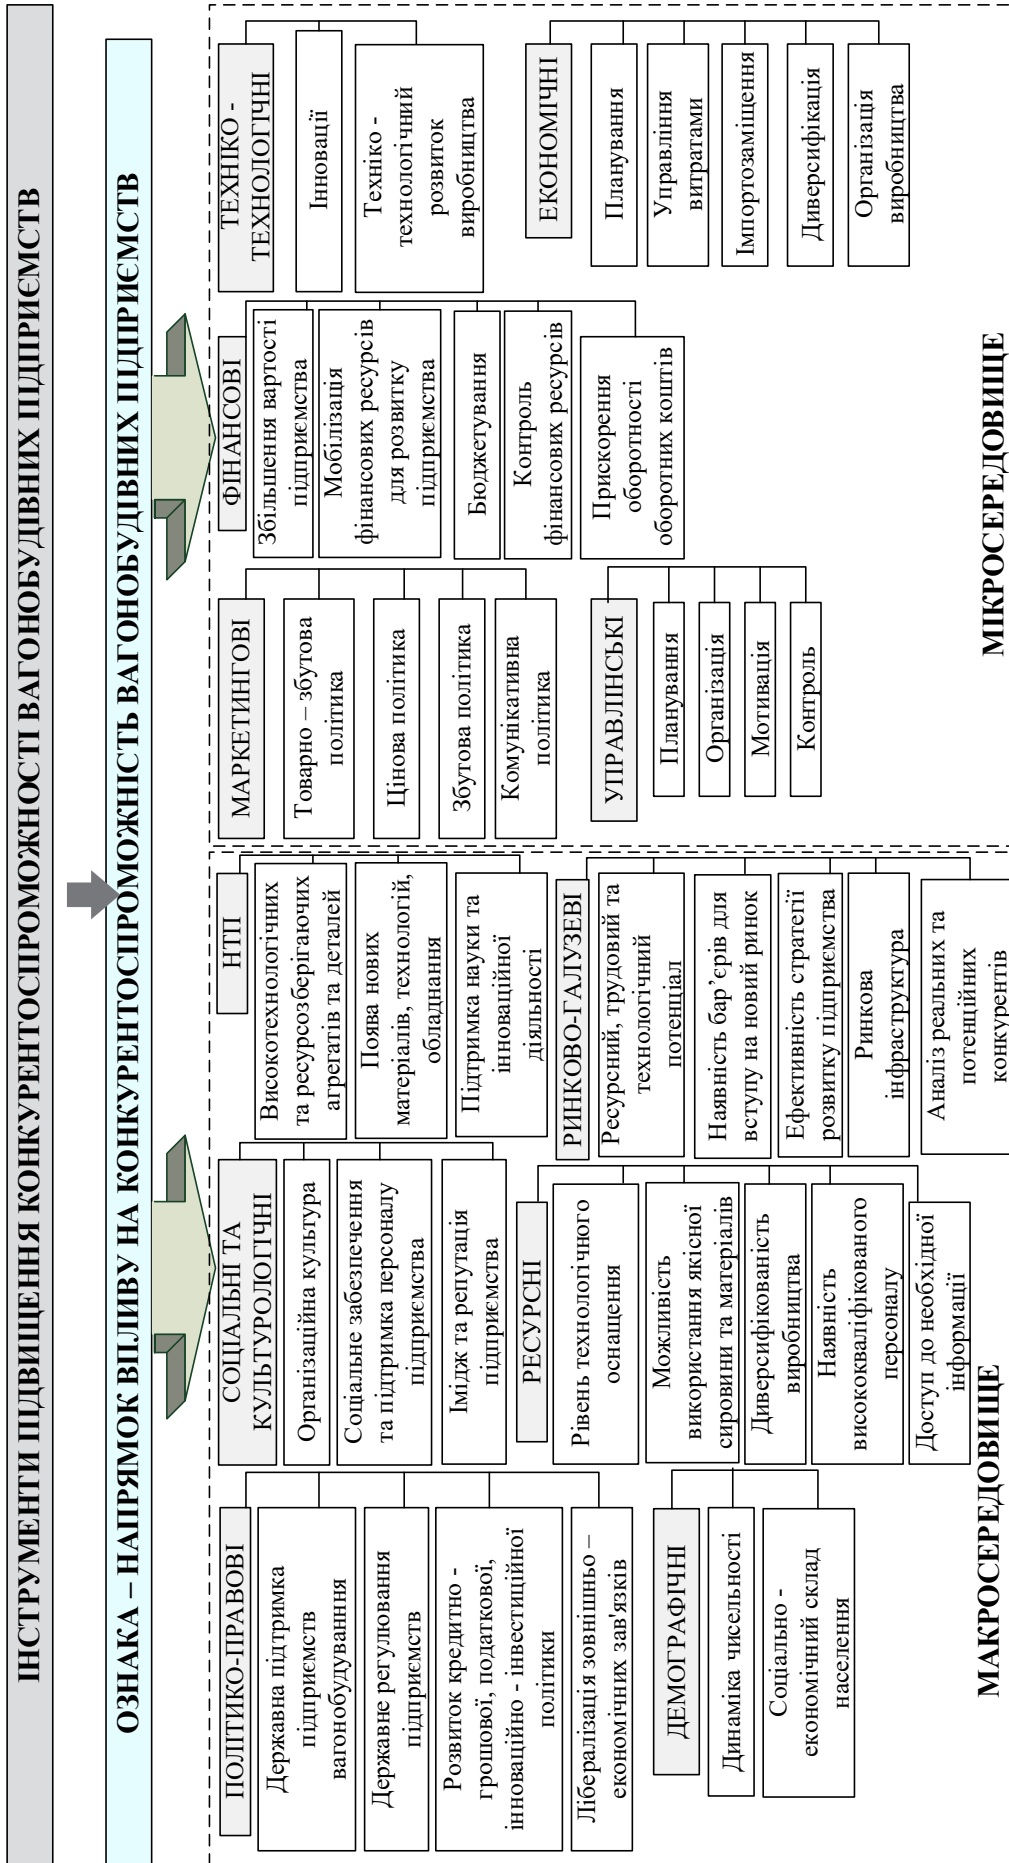 ІНСТРУМЕНТИ ПІДВИЩЕННЯ КОНКУРЕНТОСПРОМОЖНОСТІ ВАГОНОБУДІВНИХ ПІДПРИЄМСТВ
ОЗНАКА – НАПРЯМОК ВПЛИВУ НА КОНКУРЕНТОСПРОМОЖНІСТЬ ВАГОНОБУДІВНИХ ПІДПРИЄМСТВ
ПОЛІТИКО-ПРАВОВІ
Державна підтримка
підприємств
вагонобудуванння
Державне регулювання
підприємств
Розвиток кредитно -
грошової, податкової,
інноваційно - інвестиційної
політики
Лібералізація зовнішньо –
економічних зав'язків
ДЕМОГРАФІЧНІ
Динаміка чисельності
Соціально -
економічний склад
населення
СОЦІАЛЬНІ ТА
КУЛЬТУРОЛОГІЧНІ
Організаційна культура
Соціальне забезпечення
та підтримка персоналу
підприємства
Імідж та репутація
підприємства
РЕСУРСНІ
Рівень технологічного
оснащення
Можливість
використання якісної
сировини та матеріалів
Диверсифікованість
виробництва
Наявність
висококваліфікованого
персоналу
Доступ до необхідної
інформації
НТП
Високотехнологічних
та ресурсозберігаючих
агрегатів та деталей
Поява нових
матеріалів, технологій,
обладнання
Підтримка науки та
інноваційної
діяльності
РИНКОВО-ГАЛУЗЕВІ
Ресурсний, трудовий та
технологічний
потенціал
Наявність бар’єрів для
вступу на новий ринок
Ефективність стратегії
розвитку підприємства
Ринкова
інфраструктура
Аналіз реальних та
потенційних
конкурентів
МАКРОСЕРЕДОВИЩЕ
МАРКЕТИНГОВІ
Товарно – збутова
політика
Цінова політика
Збутова політика
Комунікативна
політика
УПРАВЛІНСЬКІ
Планування
Організація
Мотивація
Контроль
ФІНАНСОВІ
Збільшення вартості
підприємства
Мобілізація
фінансових ресурсів
для розвитку
підприємства
Бюджетування
Контроль
фінансових ресурсів
Прискорення
оборотності
оборотних коштів
ТЕХНІКО -
ТЕХНОЛОГІЧНІ
Інновації
Техніко -
технологічний
розвиток
виробництва
ЕКОНОМІЧНІ
Планування
Управління
витратами
Імпортозаміщення
Диверсифікація
Організація
виробництва
МІКРОСЕРЕДОВИЩЕ